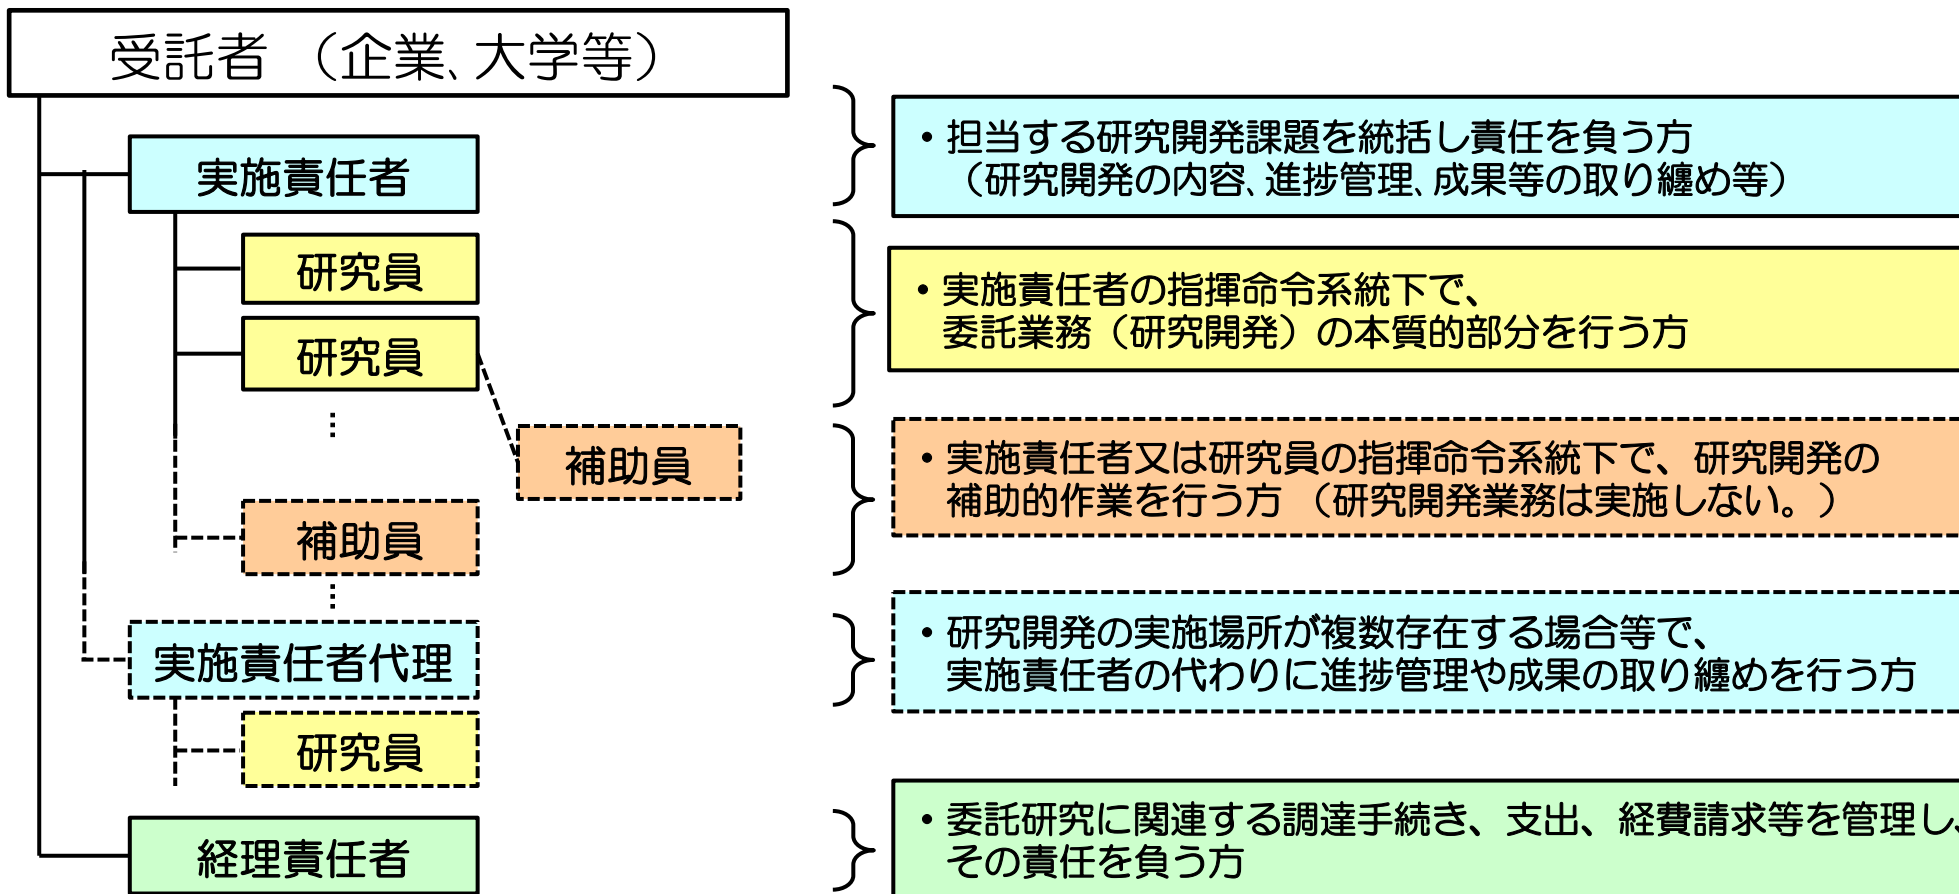 受託者 （企業、大学等）
実施責任者
・担当する研究開発課題を統括し責任を負う方
（研究開発の内容、進捗管理、成果等の取り纏め等）
研究員
研究員
・実施責任者の指揮命令系統下で、
委託業務（研究開発）の本質的部分を行う方
⋮
補助員
補助員
・実施責任者又は研究員の指揮命令系統下で、研究開発の
補助的作業を行う方 （研究開発業務は実施しない。）
⋮
実施責任者代理
・研究開発の実施場所が複数存在する場合等で、
実施責任者の代わりに進捗管理や成果の取り纏めを行う方
研究員
経理責任者
・委託研究に関連する調達手続き、支出、経費請求等を管理し、
その責任を負う方